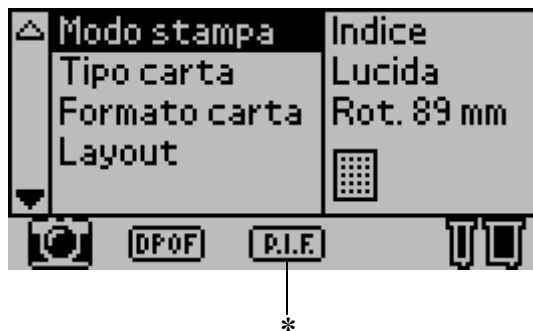 Modo stampa Indice
Tipo carta Lucida
Formato carta Rot. 89 mm
Layout
DPOF P.I.F.
*